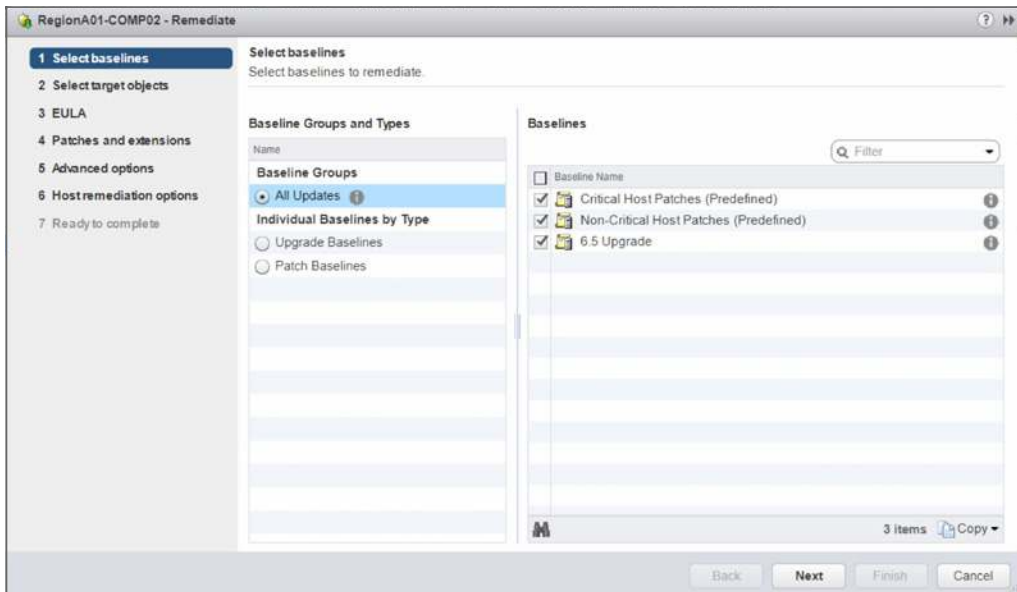 RegionA01-COMP02 - Remediate
1 Select baselines
2 Select target objects
3 EULA
4 Patches and extensions
5 Advanced options
6 Host remediation options
7 Ready to complete
Select baselines
Select baselines to remediate.
Baseline Groups and Types
Name
Baseline Groups
All Updates
Individual Baselines by Type
Upgrade Baselines
Patch Baselines
Baselines
Filter
Baseline Name
Critical Host Patches (Predefined)
Non-Critical Host Patches (Predefined)
6.5 Upgrade
3 items Copy
Back Next Finish Cancel